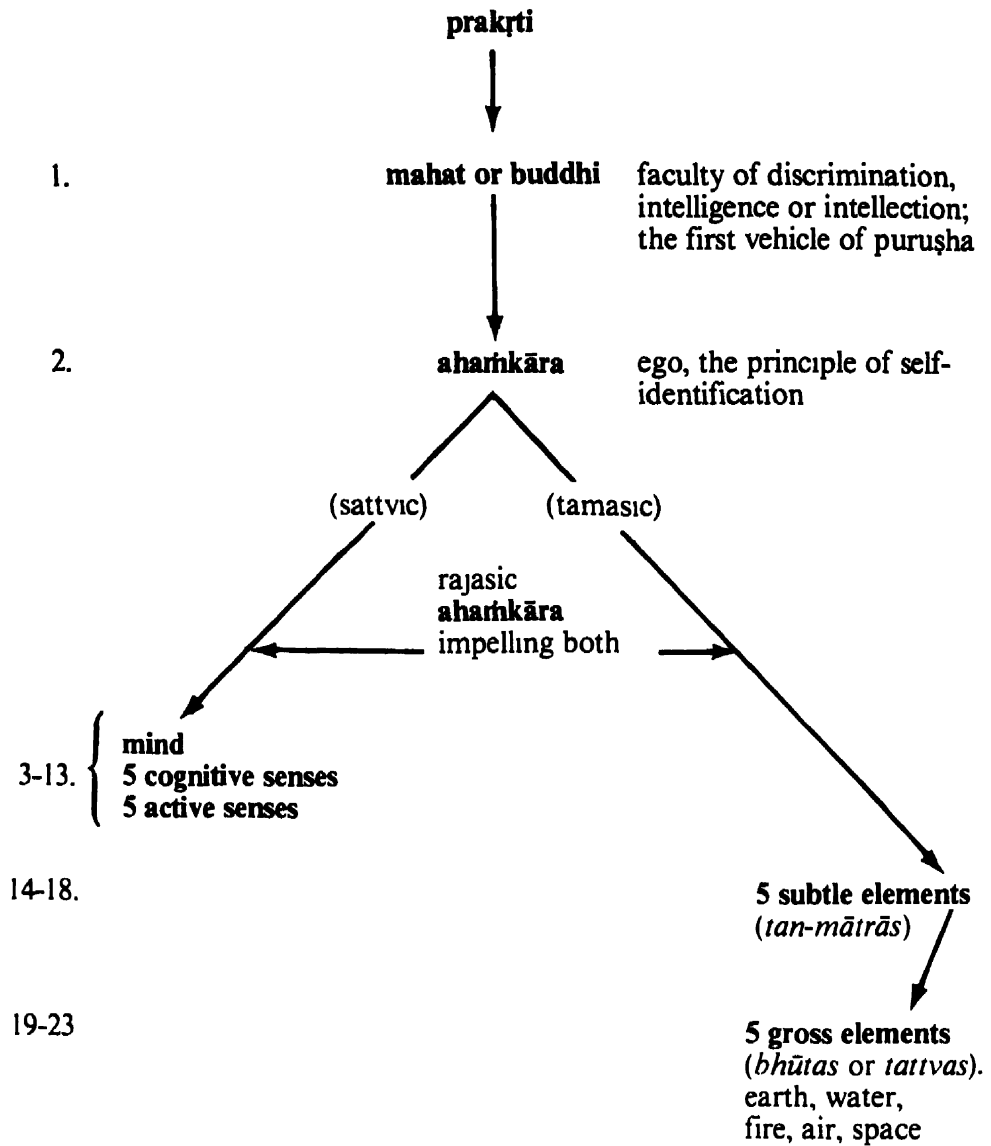 prakṛti
1.
mahat or buddhi
faculty of discrimination,
intelligence or intellection;
the first vehicle of puruṣha
2.
ahaṁkāra
ego, the principle of self-
identification
(sattvic)
(tamasic)
rajasic
ahaṁkāra
impelling both
3-13.
mind
5 cognitive senses
5 active senses
14-18.
5 subtle elements
(tan-mātrās)
19-23
5 gross elements
(bhūtas or tattvas).
earth, water,
fire, air, space